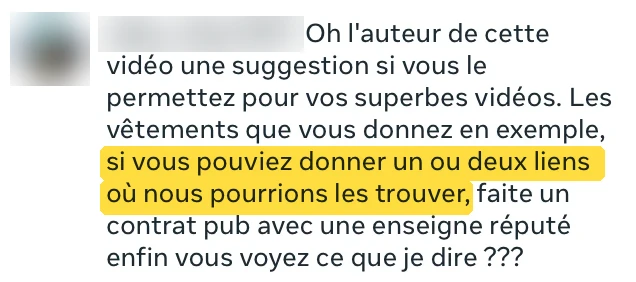 Oh l'auteur de cette
vidéo une suggestion si vous le
permettez pour vos superbes vidéos. Les
vêtements que vous donnez en exemple,
si vous pouviez donner un ou deux liens
où nous pourrions les trouver, faite un
contrat pub avec une enseigne réputé
enfin vous voyez ce que je dire ???